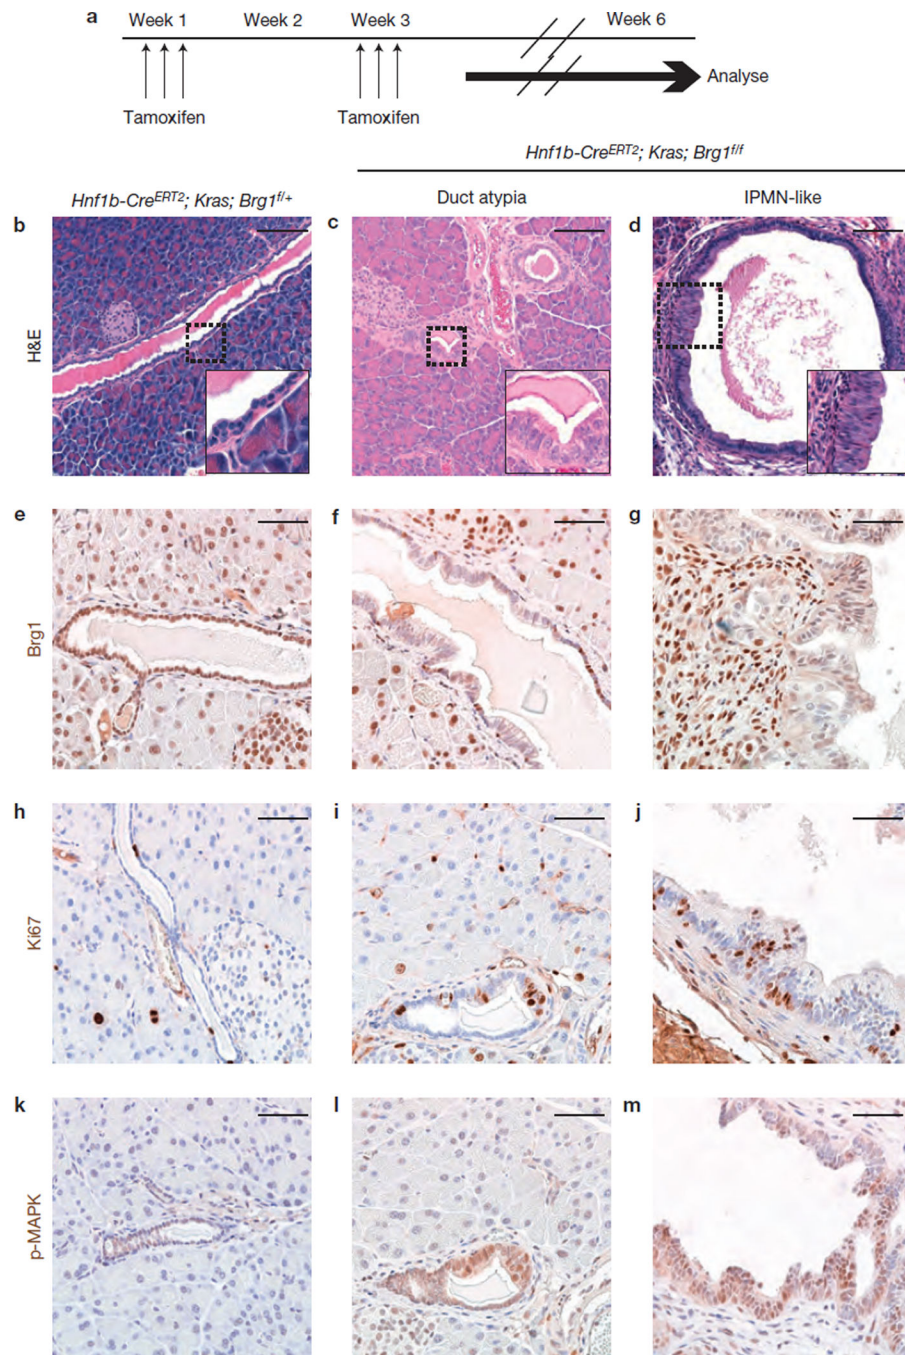 a
Week 1 Week 2 Week 3 Week 6
Analyse
Tamoxifen Tamoxifen
Hnf1b-CreERT2; Kras; Brg1f/f
Hnf1b-CreERT2; Kras; Brg1f/+ Duct atypia IPMN-like
b c d
H&E
e f g
Brg1
h i j
Ki67
k l m
p-MAPK